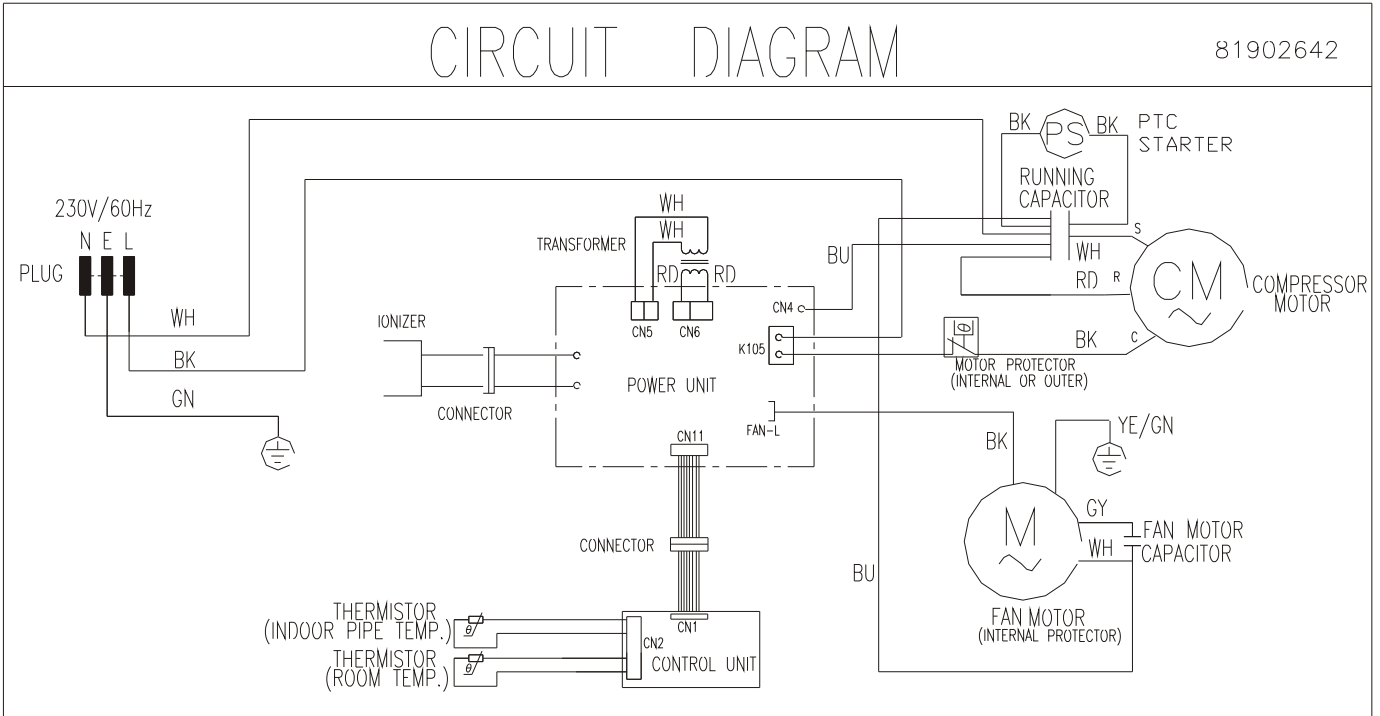 CIRCUIT DIAGRAM
81902642
BK
PS
BK
PTC
STARTER
RUNNING
CAPACITOR
230V/60Hz
N E L
PLUG
WH
BK
GN
WH
WH
TRANSFORMER
RD
RD
CN5
CN6
IONIZER
CONNECTOR
POWER UNIT
CN4
K105
FAN-L
CN11
BU
S
WH
RD
R
CM
COMPRESSOR
MOTOR
BK
C
θ
MOTOR PROTECTOR
(INTERNAL OR OUTER)
BK
YE/GN
M
GY
WH
FAN MOTOR
CAPACITOR
BU
FAN MOTOR
(INTERNAL PROTECTOR)
CONNECTOR
CN1
CN2
CONTROL UNIT
THERMISTOR
(INDOOR PIPE TEMP.)
θ
THERMISTOR
(ROOM TEMP.)
θ